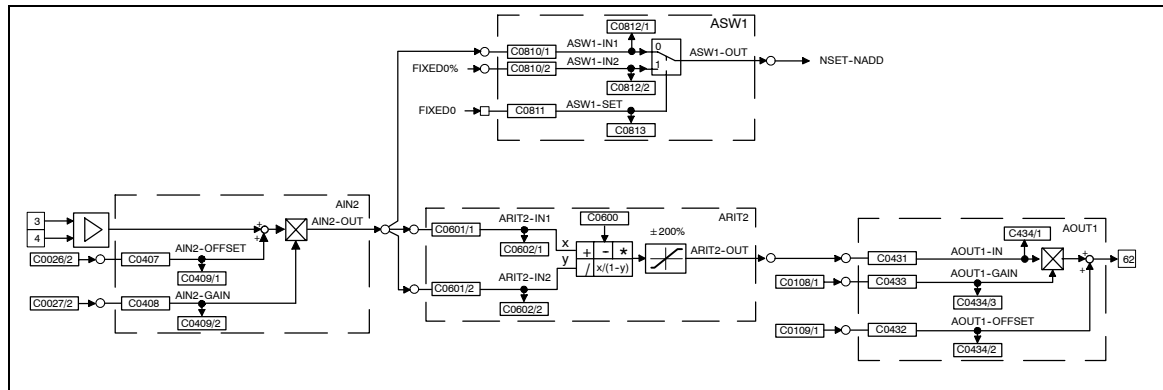 ASW1
C0812/1
C0810/1
ASW1-IN1
0
ASW1-OUT
NSET-NADD
FIXED0%
C0810/2
ASW1-IN2
1
C0812/2
FIXED0
C0811
ASW1-SET
C0813
AIN2
3
4
AIN2-OUT
+
+
AIN2-OFFSET
C0026/2
C0407
C0409/1
AIN2-GAIN
C0027/2
C0408
C0409/2
ARIT2
C0600
ARIT2-IN1
C0601/1
C0602/1
x
y
+ - *
/ x/(1-y)
±200%
ARIT2-OUT
ARIT2-IN2
C0601/2
C0602/2
AOUT1
C434/1
AOUT1-IN
C0431
+
+
62
AOUT1-GAIN
C0108/1
C0433
C0434/3
AOUT1-OFFSET
C0109/1
C0432
C0434/2